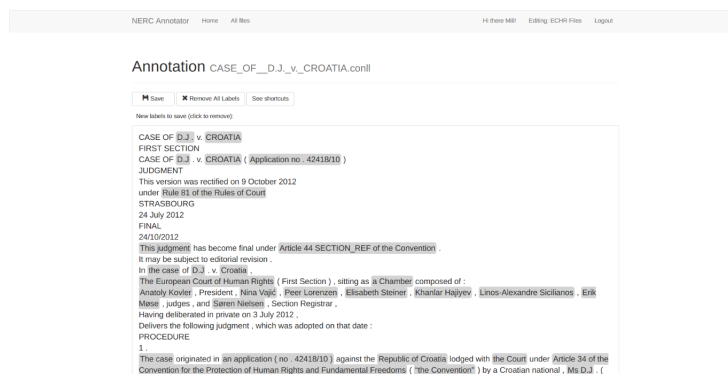 NERC Annotator Home All files Hi there Mill! Editing: ECHR Files Logout
Annotation CASE_OF__D.J._v._CROATIA.conll
Save Remove All Labels See shortcuts
New labels to save (click to remove):
CASE OF D.J . v. CROATIA
FIRST SECTION
CASE OF D.J . v. CROATIA ( Application no . 42418/10 )
JUDGMENT
This version was rectified on 9 October 2012
under Rule 81 of the Rules of Court
STRASBOURG
24 July 2012
FINAL
24/10/2012
This judgment has become final under Article 44 SECTION_REF of the Convention .
It may be subject to editorial revision .
In the case of D.J . v. Croatia ,
The European Court of Human Rights ( First Section ) , sitting as a Chamber composed of :
Anatoly Kovler , President , Nina Vajić , Peer Lorenzen , Elisabeth Steiner , Khanlar Hajiyev , Linos-Alexandre Sicilianos , Erik
Møse , judges , and Søren Nielsen , Section Registrar ,
Having deliberated in private on 3 July 2012 ,
Delivers the following judgment , which was adopted on that date :
PROCEDURE
1 .
The case originated in an application ( no . 42418/10 ) against the Republic of Croatia lodged with the Court under Article 34 of the
Convention for the Protection of Human Rights and Fundamental Freedoms ( "the Convention" ) by a Croatian national , Ms D.J . (